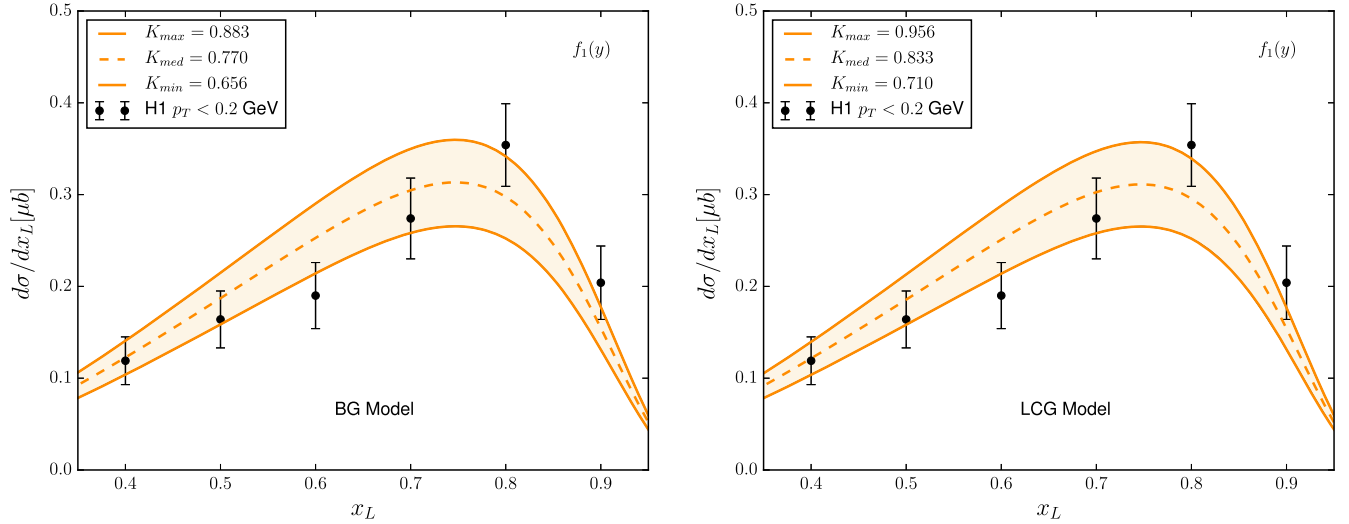 K_max = 0.883
K_med = 0.770
K_min = 0.656
H1 p_T < 0.2 GeV
f_1(y)
BG Model
dσ/dx_L[μb]
0.5
0.4
0.3
0.2
0.1
0.0
0.4 0.5 0.6 0.7 0.8 0.9
x_L
K_max = 0.956
K_med = 0.833
K_min = 0.710
H1 p_T < 0.2 GeV
f_1(y)
LCG Model
dσ/dx_L[μb]
0.5
0.4
0.3
0.2
0.1
0.0
0.4 0.5 0.6 0.7 0.8 0.9
x_L